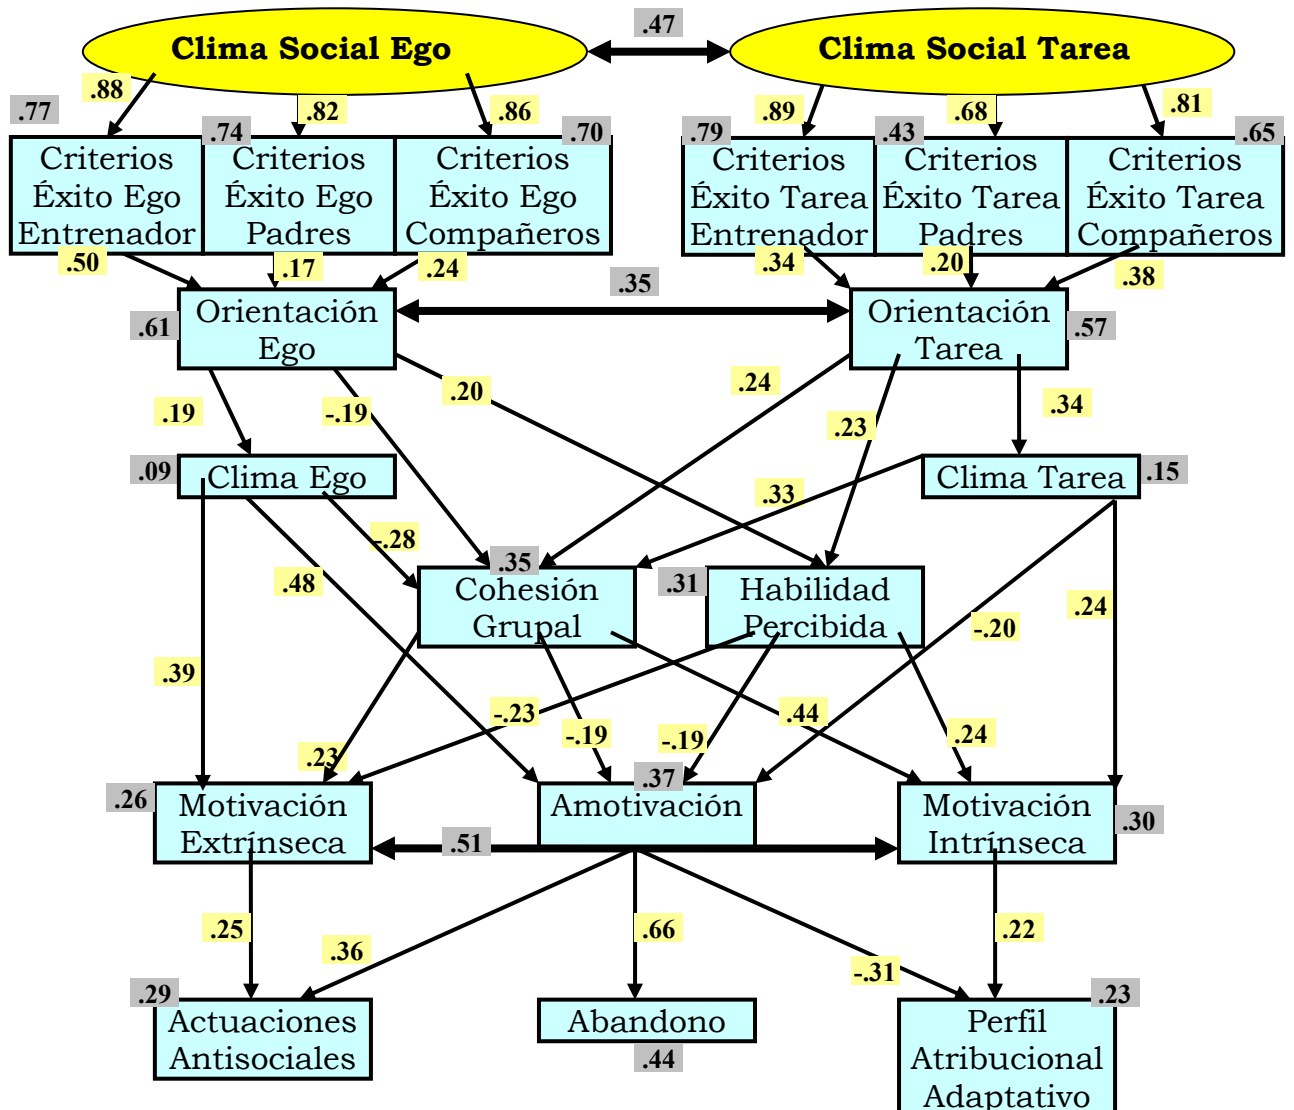 Clima Social Ego
.47
Clima Social Tarea
.88
.82
.86
.89
.68
.81
.77
.74
.70
.79
.43
.65
Criterios
Éxito Ego
Entrenador
Criterios
Éxito Ego
Padres
Criterios
Éxito Ego
Compañeros
Criterios
Éxito Tarea
Entrenador
Criterios
Éxito Tarea
Padres
Criterios
Éxito Tarea
Compañeros
.50
.17
.24
.34
.20
.38
.35
Orientación
Ego
.61
Orientación
Tarea
.57
.19
-.19
.20
.24
.23
.34
.09
Clima Ego
Clima Tarea
.15
-.28
.33
.48
.35
Cohesión
Grupal
.31
Habilidad
Percibida
.24
-.20
.39
-.23
-.19
-.19
.44
.24
.23
.26
Motivación
Extrínseca
.37
Amotivación
Motivación
Intrínseca
.30
.51
.25
.36
.66
-.31
.22
.29
Actuaciones
Antisociales
Abandono
.44
.23
Perfil
Atribucional
Adaptativo